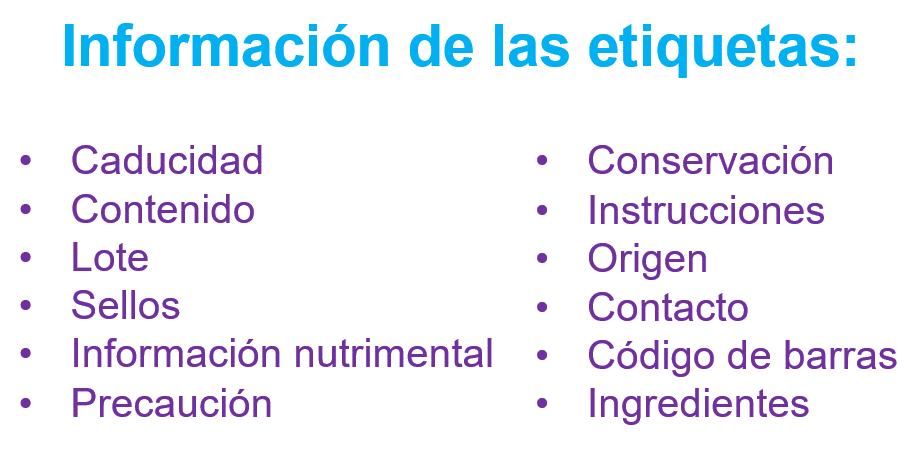 Información de las etiquetas:
• Caducidad
• Contenido
• Lote
• Sellos
• Información nutrimental
• Precaución
• Conservación
• Instrucciones
• Origen
• Contacto
• Código de barras
• Ingredientes